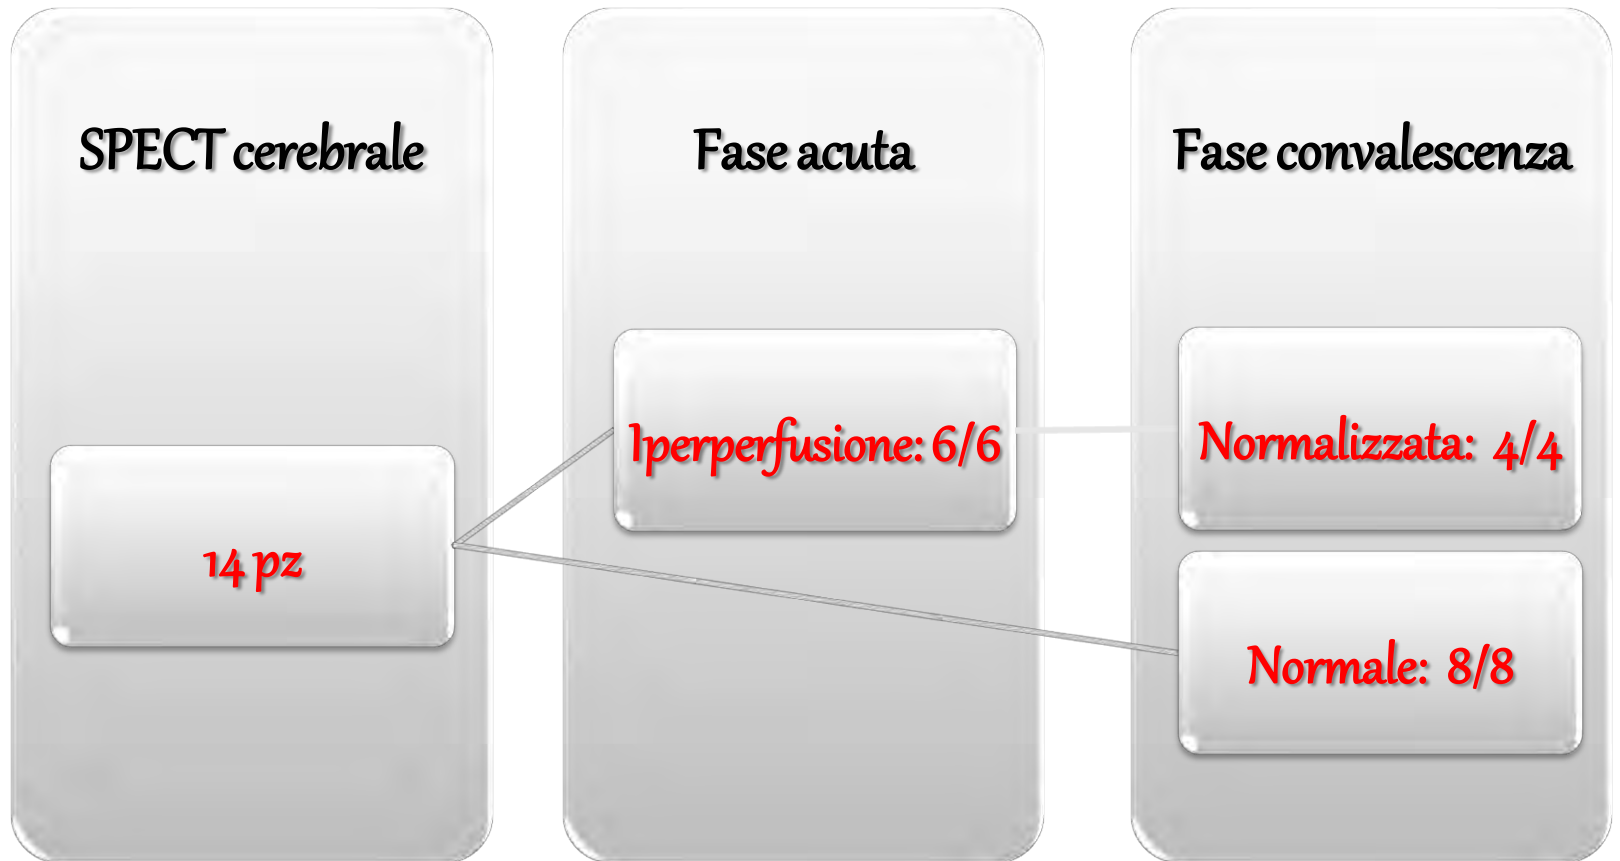 SPECT cerebrale
14 pz
Fase acuta
Iperperfusione: 6/6
Fase convalescenza
Normalizzata: 4/4
Normale: 8/8